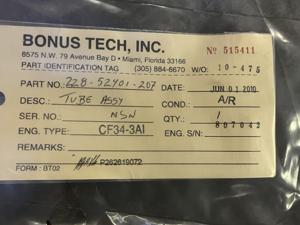 BONUS TECH, INC.
Nº 515411
8575 N.W. 79 Avenue Bay D • Miami, Florida 33166
PART IDENTIFICATION TAG (305) 884-6670 W/O: 10-475
PART NO.: 228-52401-207 DATE: JUN 01 2010
DESC.: TUBE ASSY COND.: A/R
SER. NO.: NSN QTY.: 1
807042
ENG. TYPE: CF34-3A1 ENG. S/N:
REMARKS:
P262619072
FORM: BT02